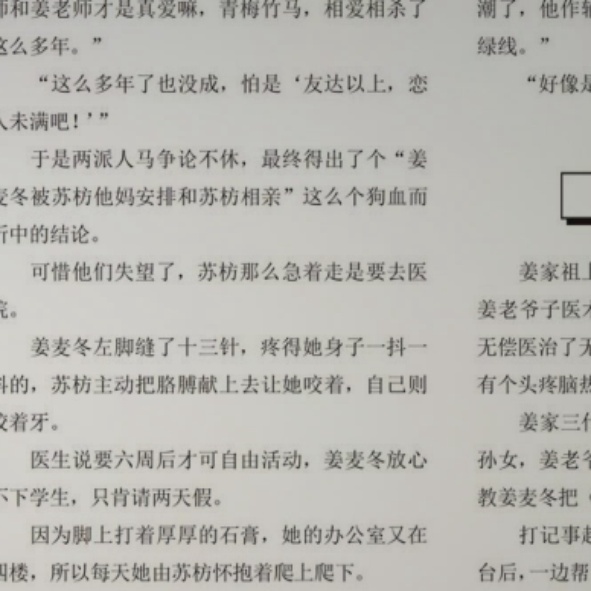 师和姜老师才是真爱嘛，青梅竹马，相爱相杀了
这么多年。”
“这么多年了也没成，怕是‘友达以上，恋
人未满吧！’”
于是两派人马争论不休，最终得出了个“姜
麦冬被苏枋他妈安排和苏枋相亲”这么个狗血而
折中的结论。
可惜他们失望了，苏枋那么急着走是要去医
院。
姜麦冬左脚缝了十三针，疼得她身子一抖一
抖的，苏枋主动把胳膊献上去让她咬着，自己则
咬着牙。
医生说要六周后才可自由活动，姜麦冬放心
不下学生，只肯请两天假。
因为脚上打着厚厚的石膏，她的办公室又在
四楼，所以每天她由苏枋怀抱着爬上爬下。
潮了，他作
绿线。”
“好像是
姜家祖上
姜老爷子医术
无偿医治了无
有个头疼脑热
姜家三代
孙女，姜老爷
教姜麦冬把
打记事起
台后，一边帮